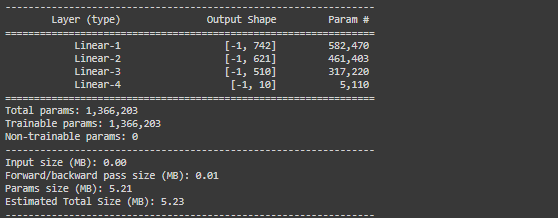 ----------------------------------------------------------------
Layer (type) Output Shape Param #
================================================================
Linear-1 [-1, 742] 582,470
Linear-2 [-1, 621] 461,403
Linear-3 [-1, 510] 317,220
Linear-4 [-1, 10] 5,110
================================================================
Total params: 1,366,203
Trainable params: 1,366,203
Non-trainable params: 0
----------------------------------------------------------------
Input size (MB): 0.00
Forward/backward pass size (MB): 0.01
Params size (MB): 5.21
Estimated Total Size (MB): 5.23
----------------------------------------------------------------